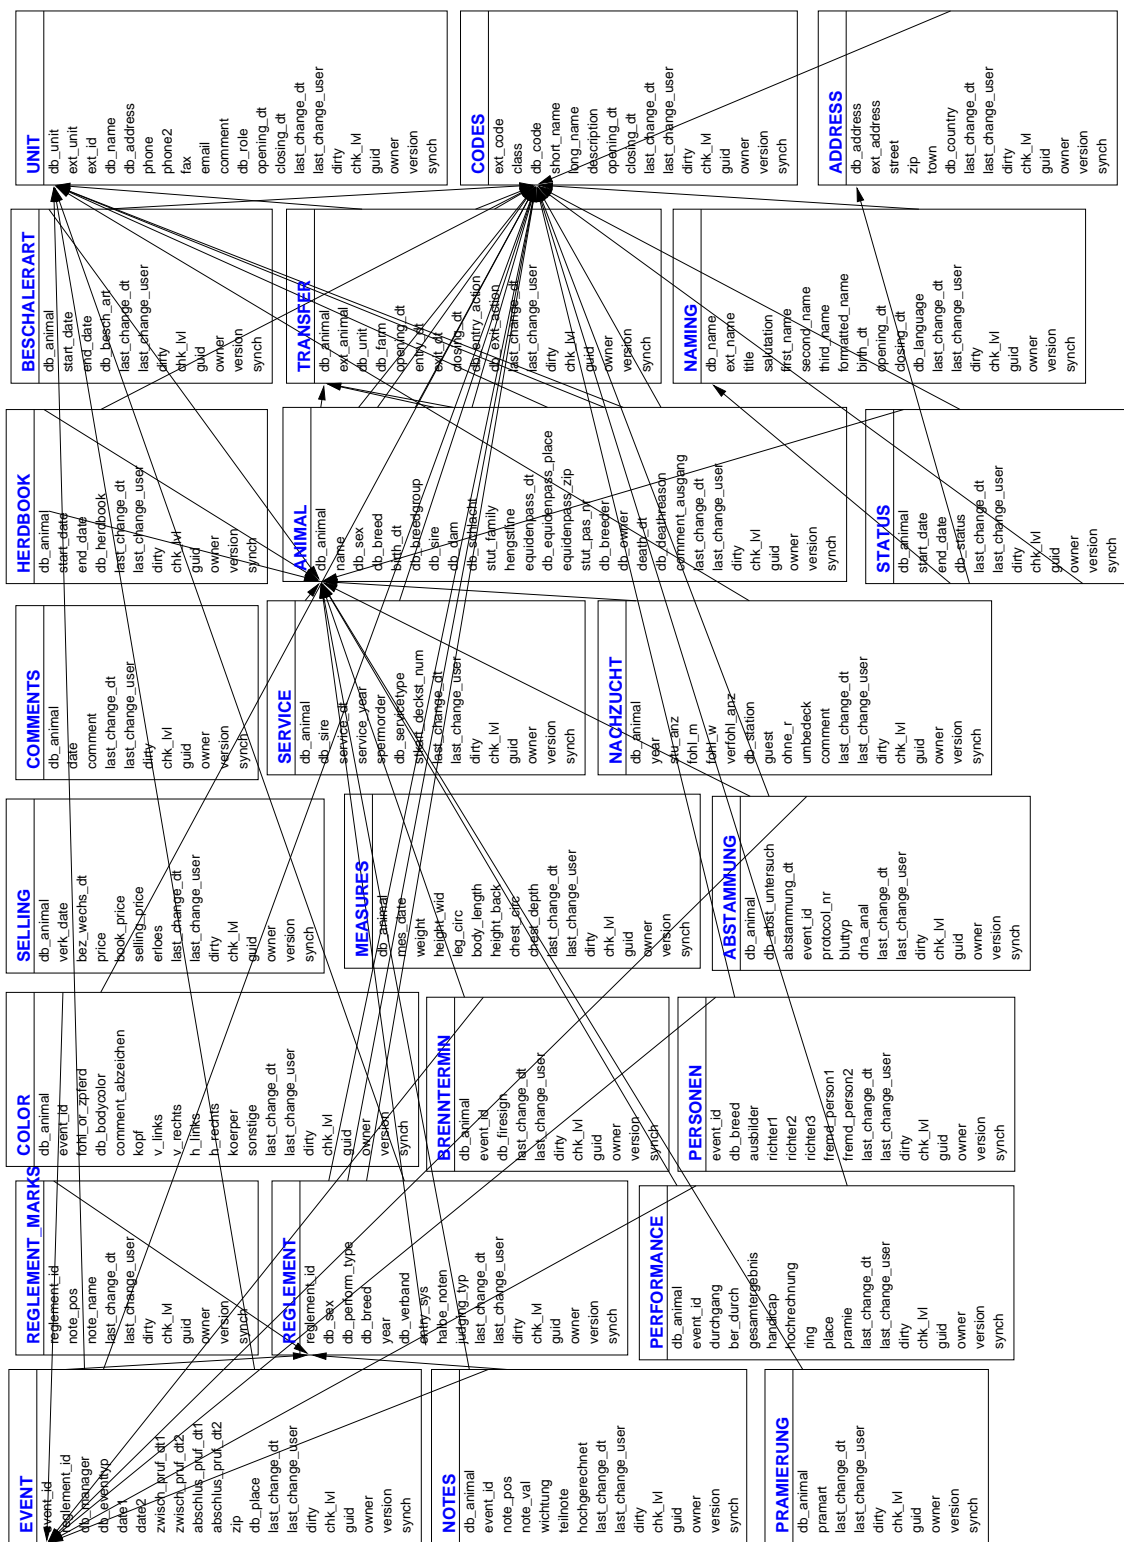 UNIT
db_unit
ext_unit
ext_id
db_name
db_address
phone
phone2
fax
email
comment
db_role
opening_dt
closing_dt
last_change_dt
last_change_user
dirty
chk_lvl
guid
owner
version
synch
CODES
ext_code
class
db_code
short_name
long_name
description
opening_dt
closing_dt
last_change_dt
last_change_user
dirty
chk_lvl
guid
owner
version
synch
ADDRESS
db_address
ext_address
street
zip
town
db_country
last_change_dt
last_change_user
dirty
chk_lvl
guid
owner
version
synch
BESCHALERART
db_animal
start_date
end_date
db_besch_art
last_change_dt
last_change_user
dirty
chk_lvl
guid
owner
version
synch
TRANSFER
db_animal
ext_animal
db_unit
db_farm
opening_dt
entry_dt
exit_dt
closing_dt
db_entry_action
db_exit_action
last_change_dt
last_change_user
dirty
chk_lvl
guid
owner
version
synch
NAMING
db_name
ext_name
title
salutation
first_name
second_name
third_name
formatted_name
birth_dt
opening_dt
closing_dt
db_language
last_change_dt
last_change_user
dirty
chk_lvl
guid
owner
version
synch
HERDBOOK
db_animal
start_date
end_date
db_herdbook
last_change_dt
last_change_user
dirty
chk_lvl
guid
owner
version
synch
ANIMAL
db_animal
name
db_sex
db_breed
birth_dt
db_breedgroup
db_sire
db_dam
db_schlacht
stut_family
hengstline
equidenpass_dt
db_equidenpass_place
equidenpass_zip
stut_pas_nr
db_breeder
db_owner
death_dt
db_deathreason
comment_ausgang
last_change_dt
last_change_user
dirty
chk_lvl
guid
owner
version
synch
STATUS
db_animal
start_date
end_date
db_status
last_change_dt
last_change_user
dirty
chk_lvl
guid
owner
version
synch
COMMENTS
db_animal
date
comment
last_change_dt
last_change_user
dirty
chk_lvl
guid
owner
version
synch
SERVICE
db_animal
db_sire
service_dt
service_year
spermorder
db_servicetype
start_deckst_num
last_change_dt
last_change_user
dirty
chk_lvl
guid
owner
version
synch
NACHZUCHT
db_animal
year
stu_anz
fohl_m
fohl_w
verfohl_anz
db_station
guest
ohne_r
umbedeck
comment
last_change_dt
last_change_user
dirty
chk_lvl
guid
owner
version
synch
SELLING
db_animal
verk_date
bez_wechs_dt
price
book_price
selling_price
erloes
last_change_dt
last_change_user
dirty
chk_lvl
guid
owner
version
synch
MEASURES
db_animal
mes_date
weight
height_wid
leg_circ
body_length
height_back
chest_circ
chest_depth
last_change_dt
last_change_user
dirty
chk_lvl
guid
owner
version
synch
ABSTAMMUNG
db_animal
db_abst_untersuch
abstammung_dt
event_id
protocol_nr
bluttyp
dna_anal
last_change_dt
last_change_user
dirty
chk_lvl
guid
owner
version
synch
COLOR
db_animal
event_id
fohl_or_zpferd
db_bodycolor
comment_abzeichen
kopf
v_links
v_rechts
h_links
h_rechts
koerper
sonstige
last_change_dt
last_change_user
dirty
chk_lvl
guid
owner
version
synch
BRENNTERMIN
db_animal
event_id
db_firesign
last_change_dt
last_change_user
dirty
chk_lvl
guid
owner
version
synch
PERSONEN
event_id
db_breed
ausbilder
richter1
richter2
richter3
fremd_person1
fremd_person2
last_change_dt
last_change_user
dirty
chk_lvl
guid
owner
version
synch
REGLEMENT_MARKS
reglement_id
note_pos
note_name
last_change_dt
last_change_user
dirty
chk_lvl
guid
owner
version
synch
REGLEMENT
reglement_id
db_sex
db_perform_type
db_breed
year
db_verband
entry_sys
halbe_noten
judging_typ
last_change_dt
last_change_user
dirty
chk_lvl
guid
owner
version
synch
PERFORMANCE
db_animal
event_id
durchgang
ber_durch
gesamtergebnis
handicap
hochrechnung
ring
place
pramie
last_change_dt
last_change_user
dirty
chk_lvl
guid
owner
version
synch
EVENT
event_id
reglement_id
db_manager
db_eventtyp
date1
date2
zwisch_pruf_dt1
zwisch_pruf_dt2
abschlus_pruf_dt1
abschlus_pruf_dt2
zip
db_place
last_change_dt
last_change_user
dirty
chk_lvl
guid
owner
version
synch
NOTES
db_animal
event_id
note_pos
note_val
wichtung
teilnote
hochgerechnet
last_change_dt
last_change_user
dirty
chk_lvl
guid
owner
version
synch
PRAMIERUNG
db_animal
pramart
last_change_dt
last_change_user
dirty
chk_lvl
guid
owner
version
synch